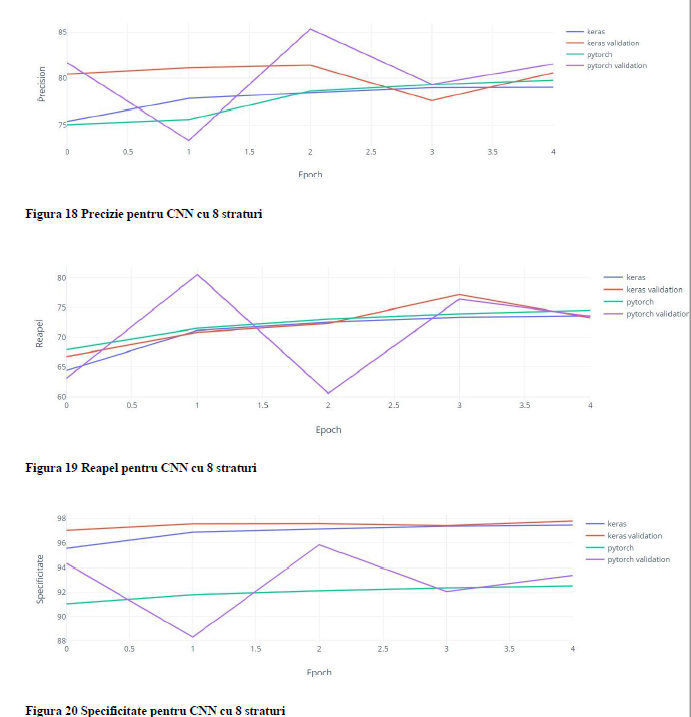 85
80
75
Precision
0 0.5 1 1.5 2 2.5 3 3.5 4
Epoch
keras
keras validation
pytorch
pytorch validation
Figura 18 Precizie pentru CNN cu 8 straturi
80
75
70
65
60
Reapel
0 0.5 1 1.5 2 2.5 3 3.5 4
Epoch
keras
keras validation
pytorch
pytorch validation
Figura 19 Reapel pentru CNN cu 8 straturi
98
96
94
92
90
88
Specificitate
0 0.5 1 1.5 2 2.5 3 3.5 4
Epoch
keras
keras validation
pytorch
pytorch validation
Figura 20 Specificitate pentru CNN cu 8 straturi